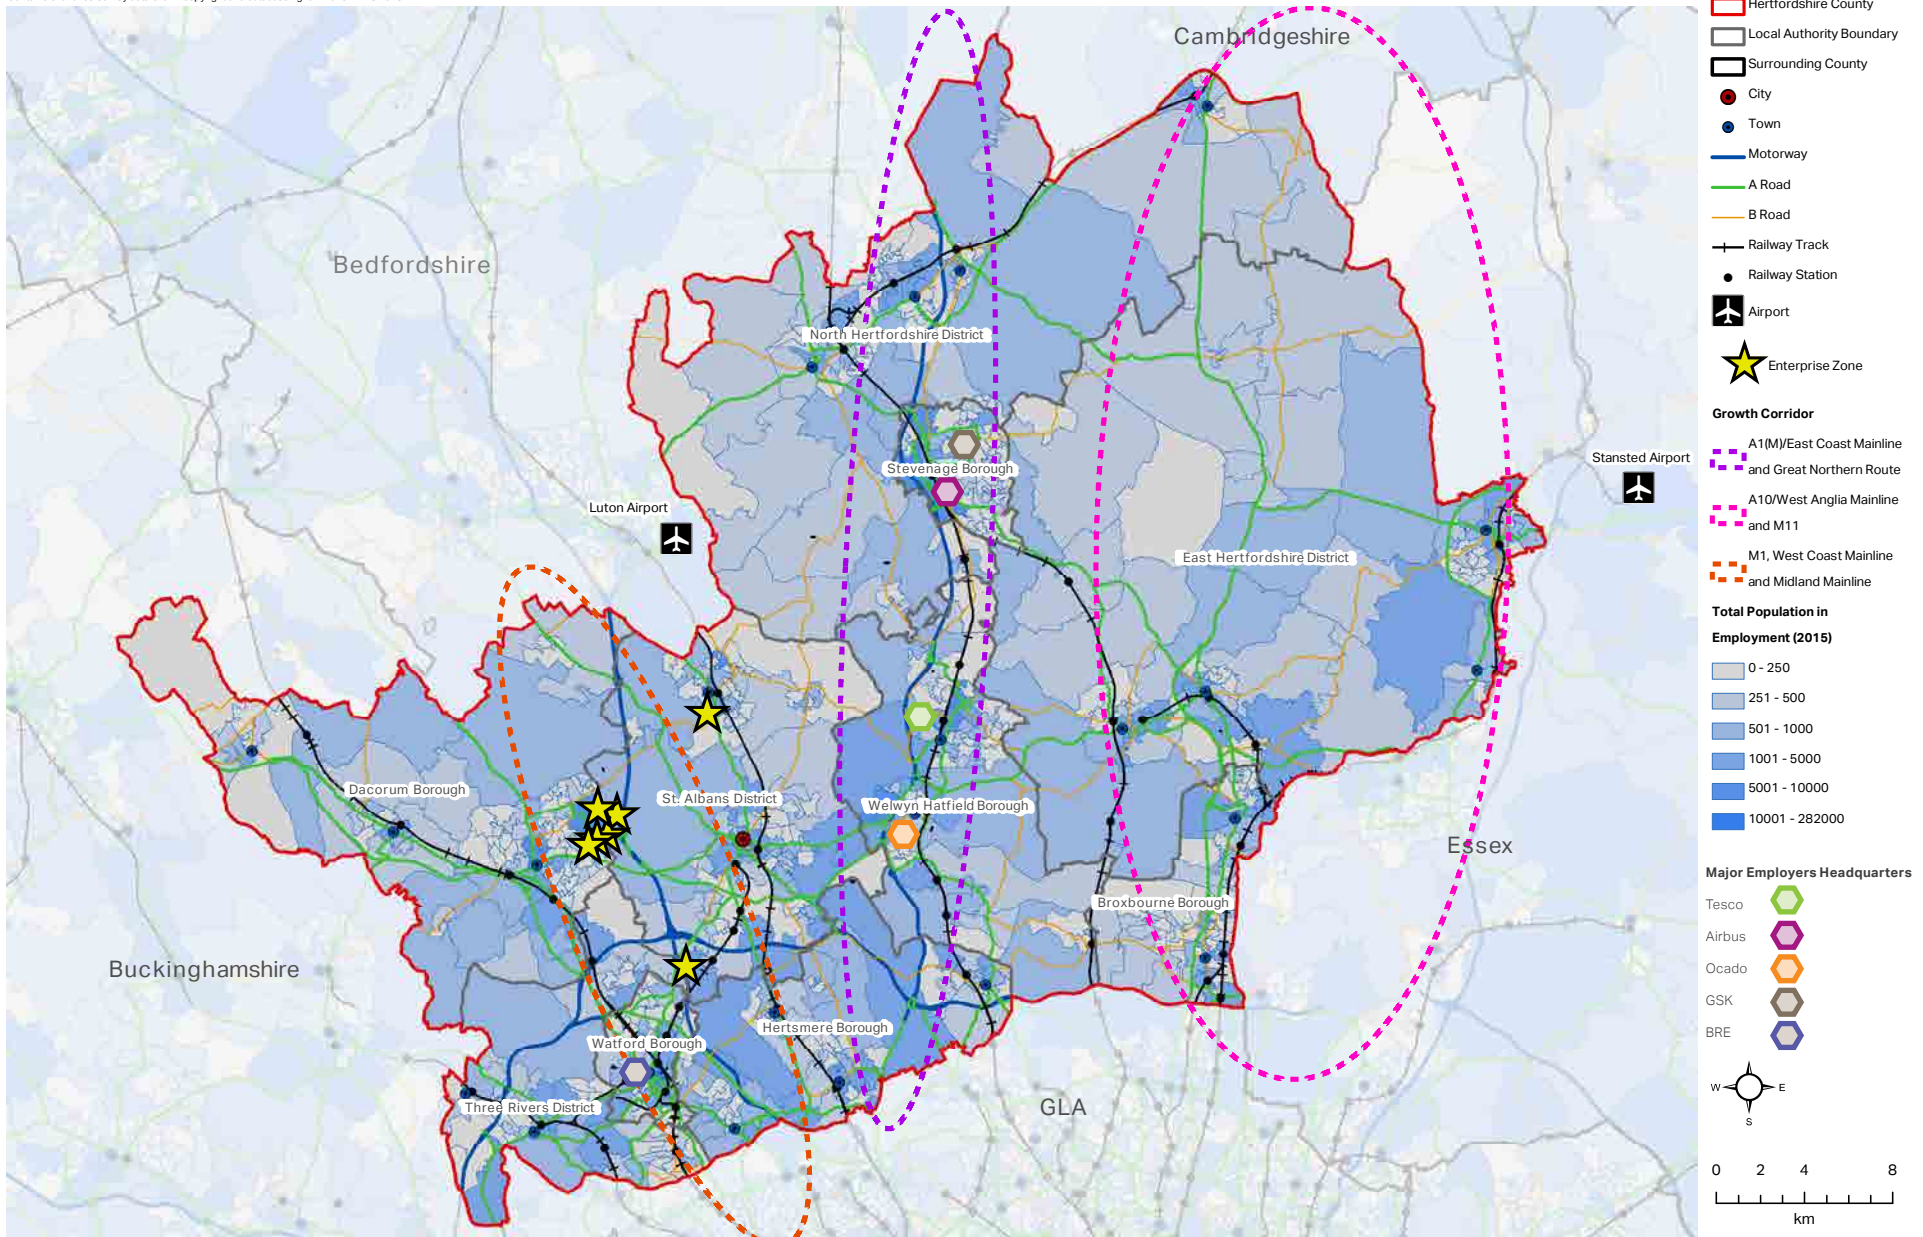 Hertfordshire County
Local Authority Boundary
Surrounding County
City
Town
Motorway
A Road
B Road
Railway Track
Railway Station
Airport
Enterprise Zone
Growth Corridor
A1(M)/East Coast Mainline
and Great Northern Route
A10/West Anglia Mainline
and M11
M1, West Coast Mainline
and Midland Mainline
Total Population in
Employment (2015)
0 - 250
251 - 500
501 - 1000
1001 - 5000
5001 - 10000
10001 - 282000
Major Employers Headquarters
Tesco
Airbus
Ocado
GSK
BRE
N
W
E
S
0 2 4 8
km
Cambridgeshire
Bedfordshire
North Hertfordshire District
Stevenage Borough
Stansted Airport
Luton Airport
East Hertfordshire District
Dacorum Borough
St. Albans District
Welwyn Hatfield Borough
Essex
Broxbourne Borough
Buckinghamshire
Hertsmere Borough
Watford Borough
Three Rivers District
GLA